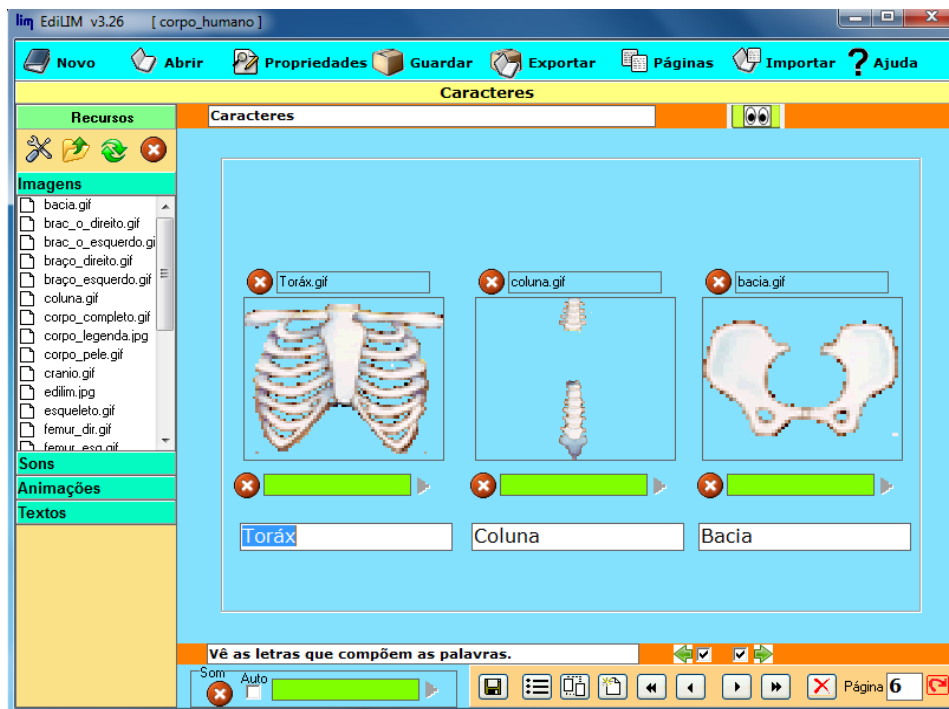 lim EdiLIM v3.26 [ corpo_humano ]
Novo Abrir Propriedades Guardar Exportar Páginas Importar ? Ajuda
Caracteres
Recursos
Caracteres
Imagens
bacia.gif
brac_o_direito.gif
brac_o_esquerdo.gi
braço_direito.gif
braço_esquerdo.gif
coluna.gif
corpo_completo.gif
corpo_legenda.jpg
corpo_pele.gif
cranio.gif
edilim.jpg
esqueleto.gif
femur_dir.gif
femur_esq.gif
Sons
Animações
Textos
Toráx.gif coluna.gif bacia.gif
Toráx Coluna Bacia
Vê as letras que compõem as palavras.
Som Auto
Página 6